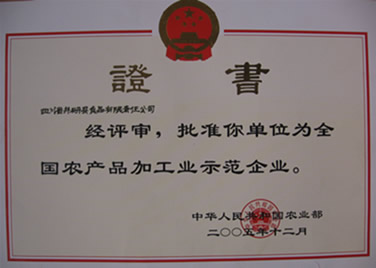 證書
经评审，批准你单位为全
国农产品加工业示范企业。
中华人民共和国农业部
二〇〇五年十二月